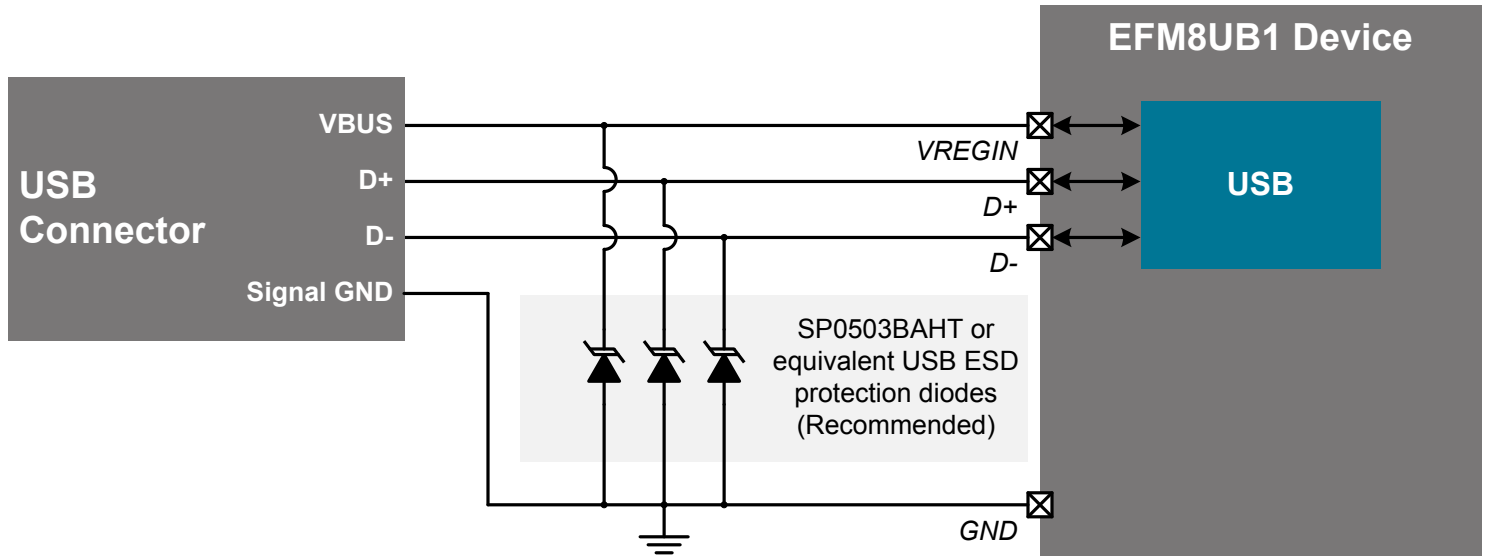 EFM8UB1 Device
USB
Connector
VBUS
D+
D-
Signal GND
VREGIN
D+
D-
USB
SP0503BAHT or
equivalent USB ESD
protection diodes
(Recommended)
GND